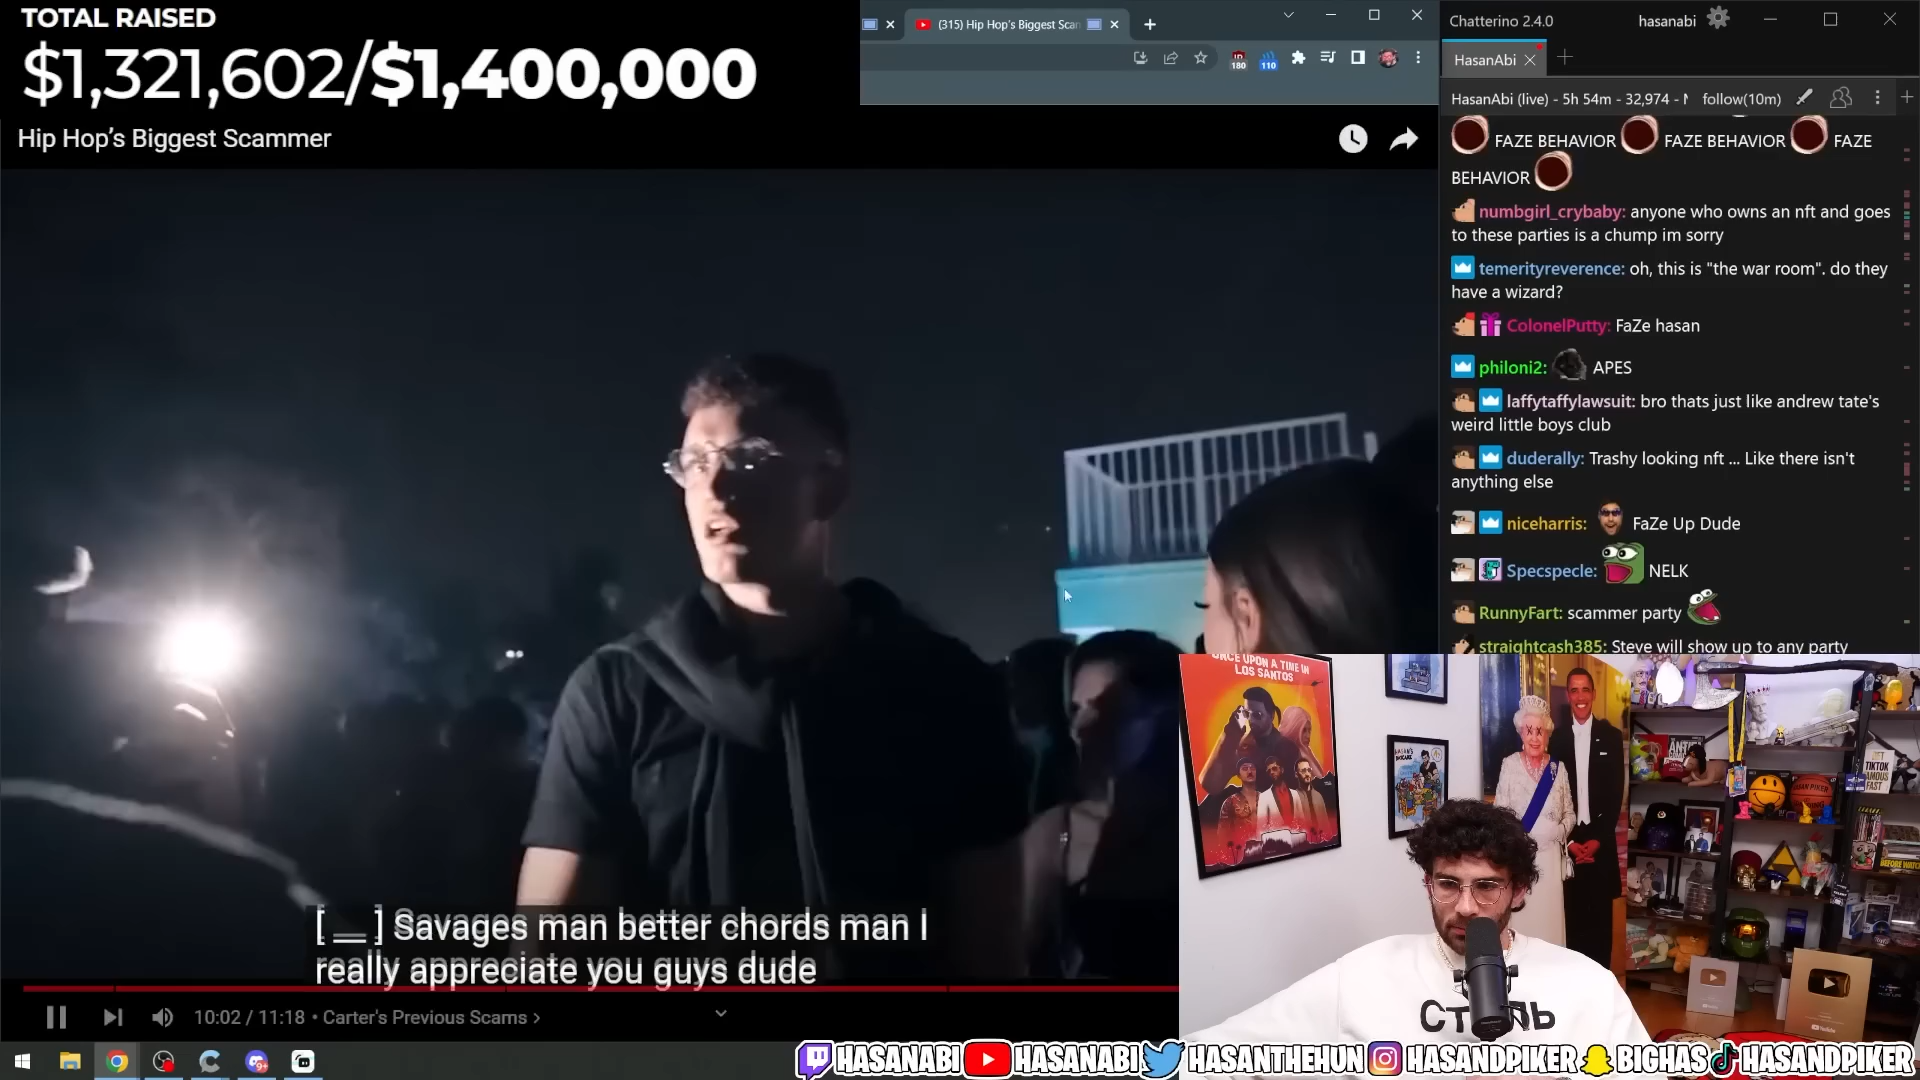 TOTAL RAISED
$1,321,602/$1,400,000
(315) Hip Hop's Biggest Scam
180
110
Hip Hop's Biggest Scammer
[ __ ] Savages man better chords man I
really appreciate you guys dude
10:02 / 11:18 • Carter's Previous Scams >
Chatterino 2.4.0
hasanabi
HasanAbi
HasanAbi (live) - 5h 54m - 32,974 -
follow(10m)
FAZE BEHAVIOR FAZE BEHAVIOR FAZE
BEHAVIOR
numbgirl_crybaby: anyone who owns an nft and goes
to these parties is a chump im sorry
temerityreverence: oh, this is "the war room". do they
have a wizard?
ColonelPutty: FaZe hasan
philoni2: APES
laffytaffylawsuit: bro thats just like andrew tate's
weird little boys club
duderally: Trashy looking nft ... Like there isn't
anything else
niceharris: FaZe Up Dude
Specspecle: NELK
RunnyFart: scammer party
straightcash385: Steve will show up to any party
ONCE UPON A TIME IN
LOS SANTOS
TIKTOK
FAST
СТЭЛЬ
HASANABI HASANABI HASANTHEHUN HASANDPIKER BIGHAS HASANDPIKER